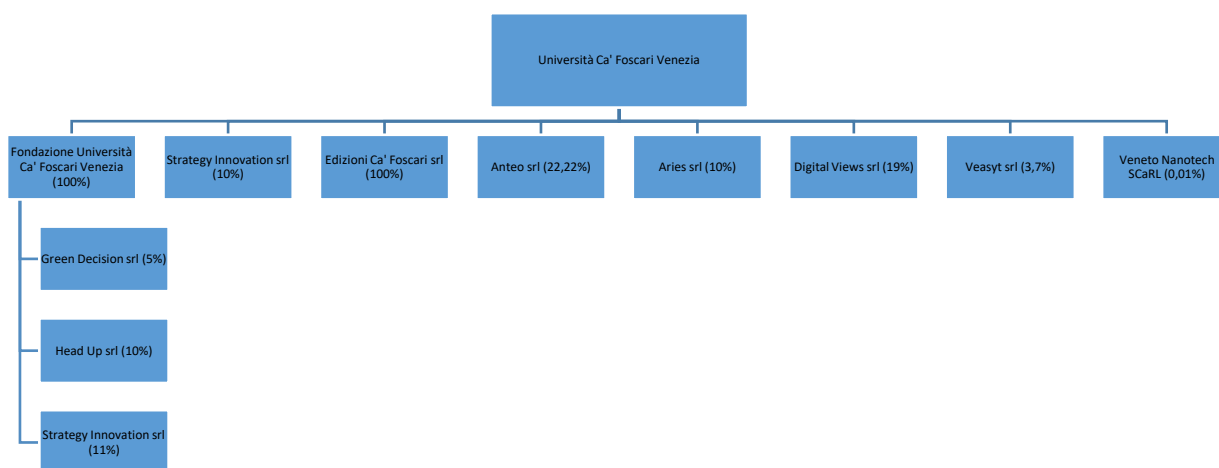 Università Ca' Foscari Venezia
Fondazione Università
Ca' Foscari Venezia
(100%)
Strategy Innovation srl
(10%)
Edizioni Ca' Foscari srl
(100%)
Anteo srl (22,22%)
Aries srl (10%)
Digital Views srl (19%)
Veasyt srl (3,7%)
Veneto Nanotech
SCaRL (0,01%)
Green Decision srl (5%)
Head Up srl (10%)
Strategy Innovation srl
(11%)